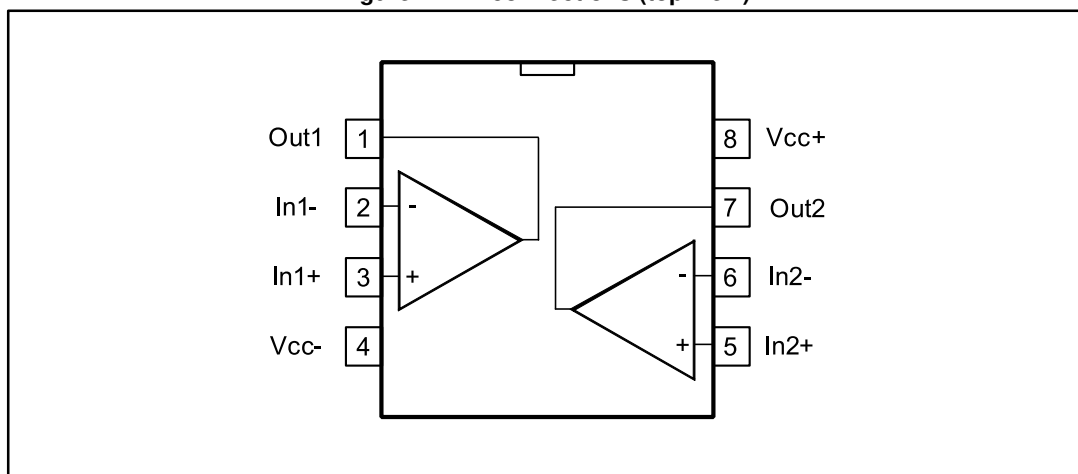 Out1 1
In1- 2 -
In1+ 3 +
Vcc- 4
8 Vcc+
7 Out2
- 6 In2-
+ 5 In2+